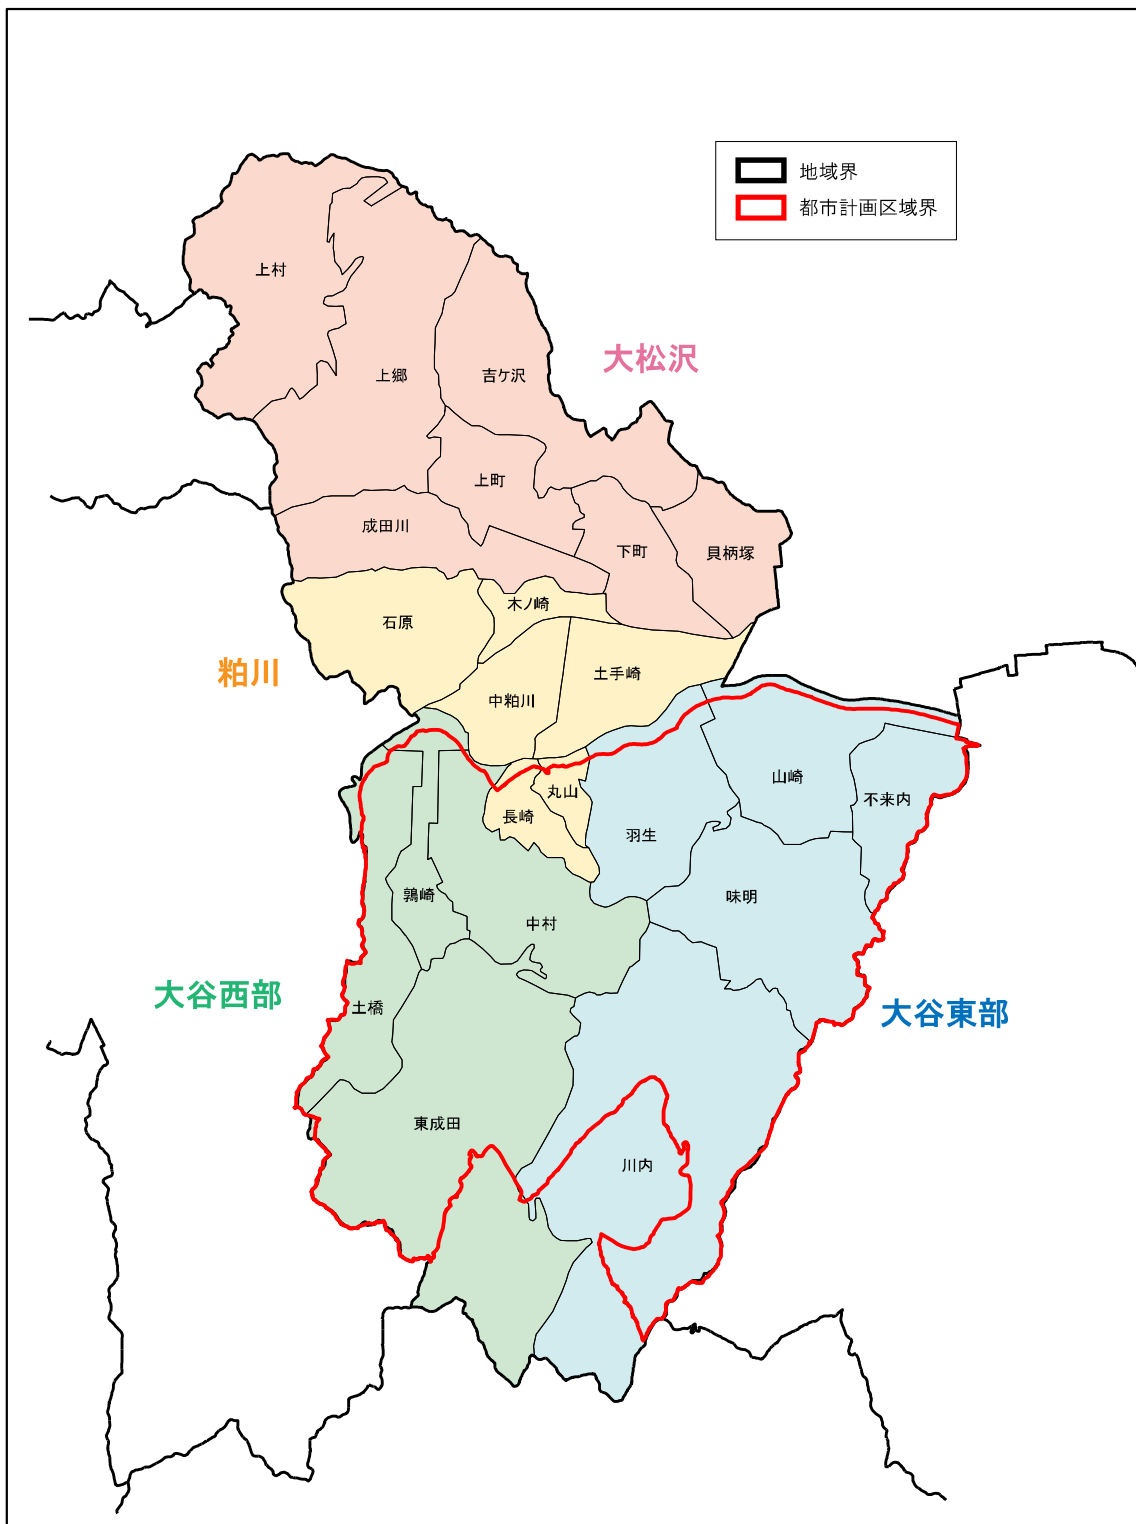 地域界
都市計画区域界
上村
大松沢
上郷
吉ケ沢
上町
成田川
下町
貝柄塚
木ノ崎
石原
粕川
土手崎
中粕川
山崎
丸山
不来内
長崎
羽生
鶉崎
味明
中村
大谷西部
土橋
大谷東部
東成田
川内